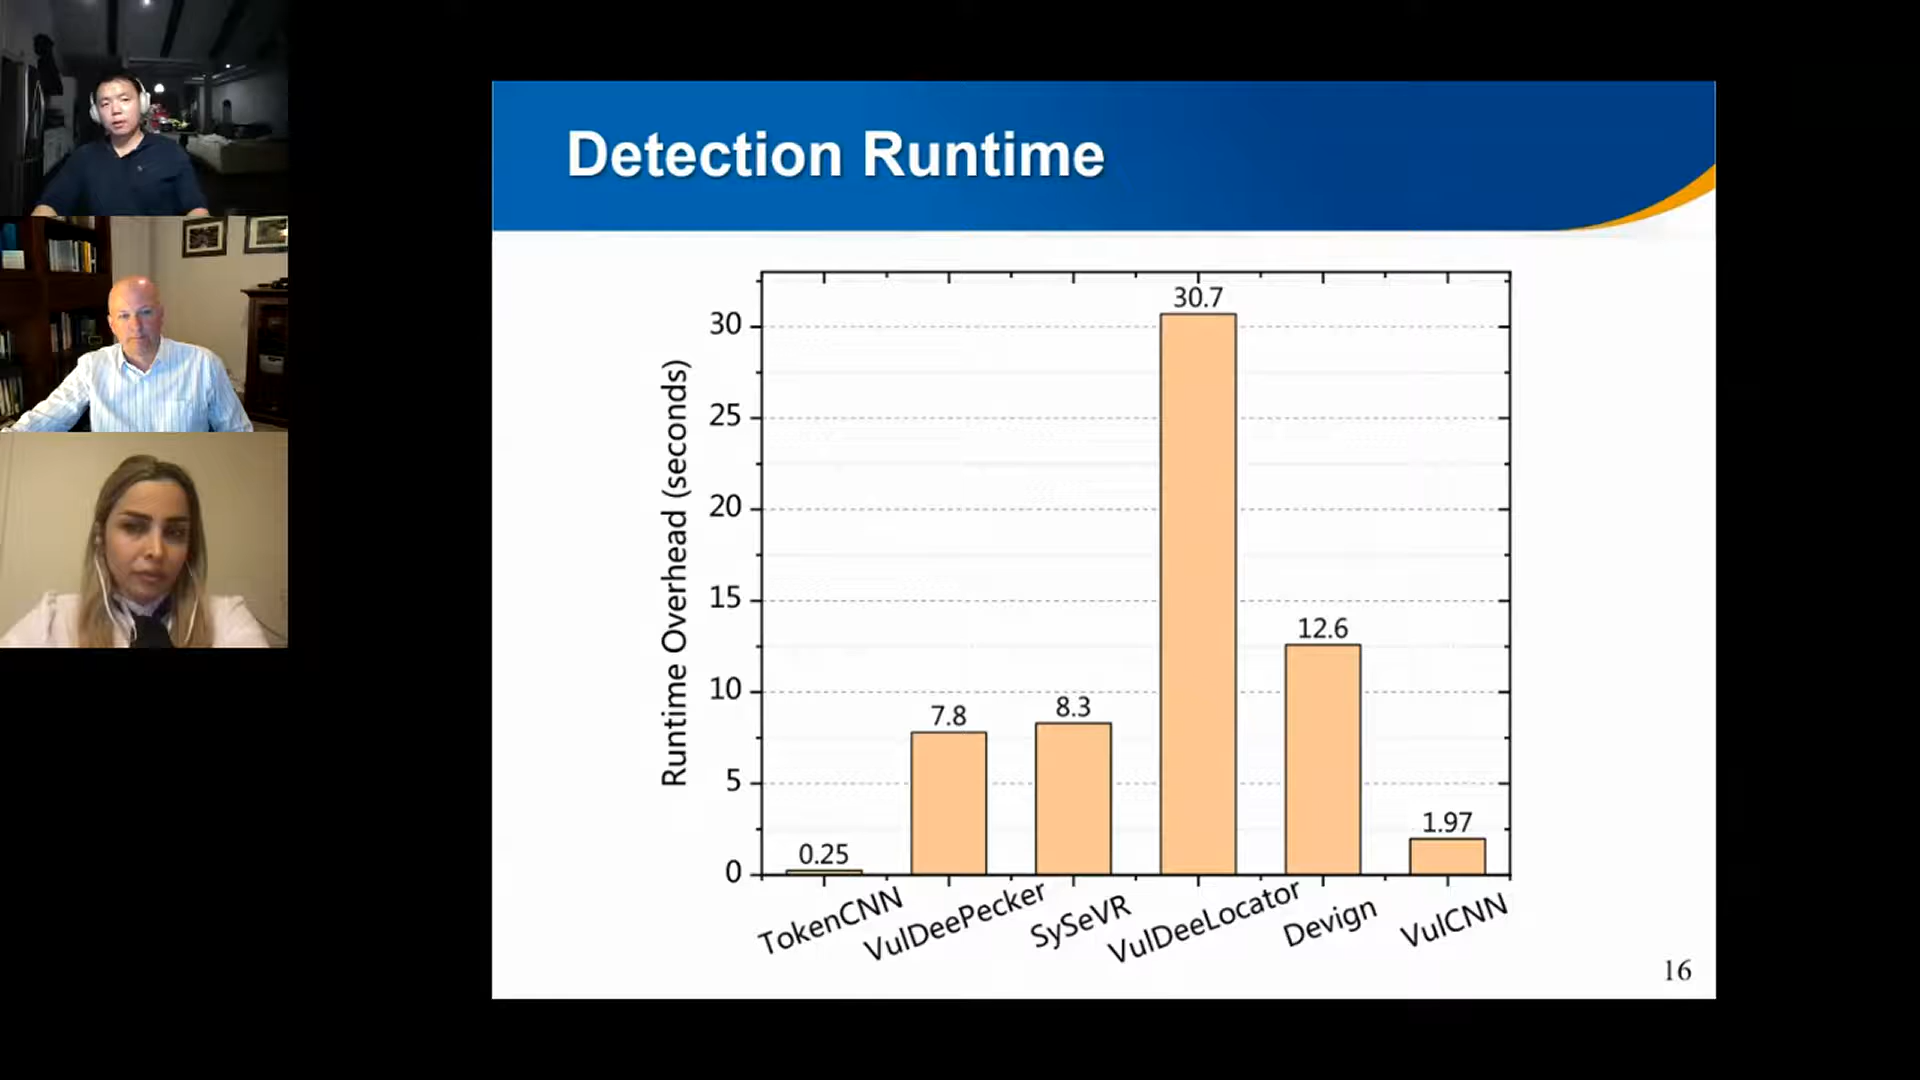 Detection Runtime
Runtime Overhead (seconds)
30
25
20
15
10
5
0
0.25
7.8
8.3
30.7
12.6
1.97
TokenCNN
VulDeePecker
SySeVR
VulDeeLocator
Devign
VulCNN
16